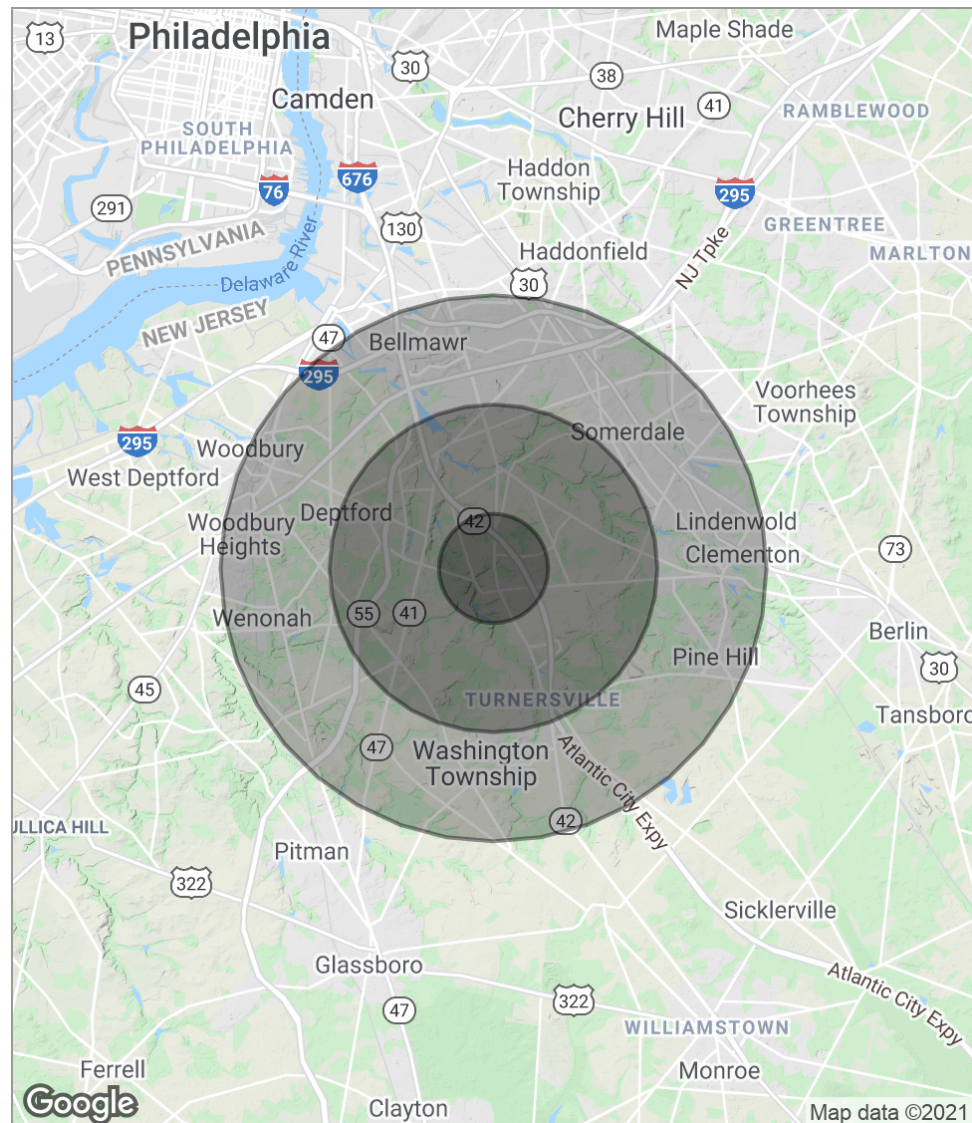 13
Philadelphia
30
Maple Shade
38
Camden
41
Cherry Hill
RAMBLEWOOD
SOUTH
PHILADELPHIA
Haddon
Township
76
676
295
291
130
GREENTREE
PENNSYLVANIA
Haddonfield
MARLTON
NJ Tpke
Delaware River
30
NEW JERSEY
47
Bellmawr
295
Voorhees
Township
295
Somerdale
Woodbury
West Deptford
Deptford
42
Woodbury
Heights
Lindenwold
Clementon
73
55
41
Wenonah
Berlin
Pine Hill
30
45
TURNERSVILLE
Tansboro
47
Washington
Township
Atlantic City Expy
42
ULLICA HILL
Pitman
322
Sicklerville
Glassboro
Atlantic City Expy
47
322
WILLIAMSTOWN
Ferrell
Monroe
Google
Clayton
Map data ©2021